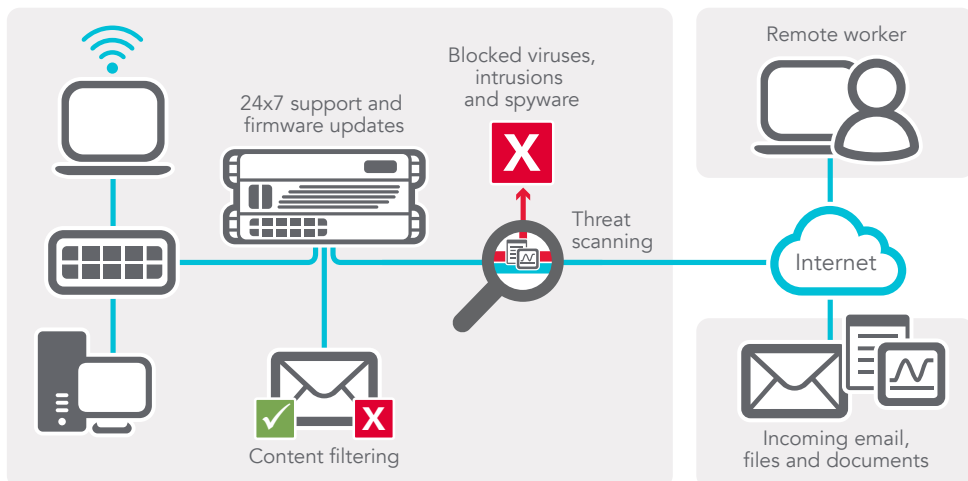 24x7 support and
firmware updates
Blocked viruses,
intrusions
and spyware
X
Threat
scanning
Content filtering
X
Remote worker
Internet
Incoming email,
files and documents